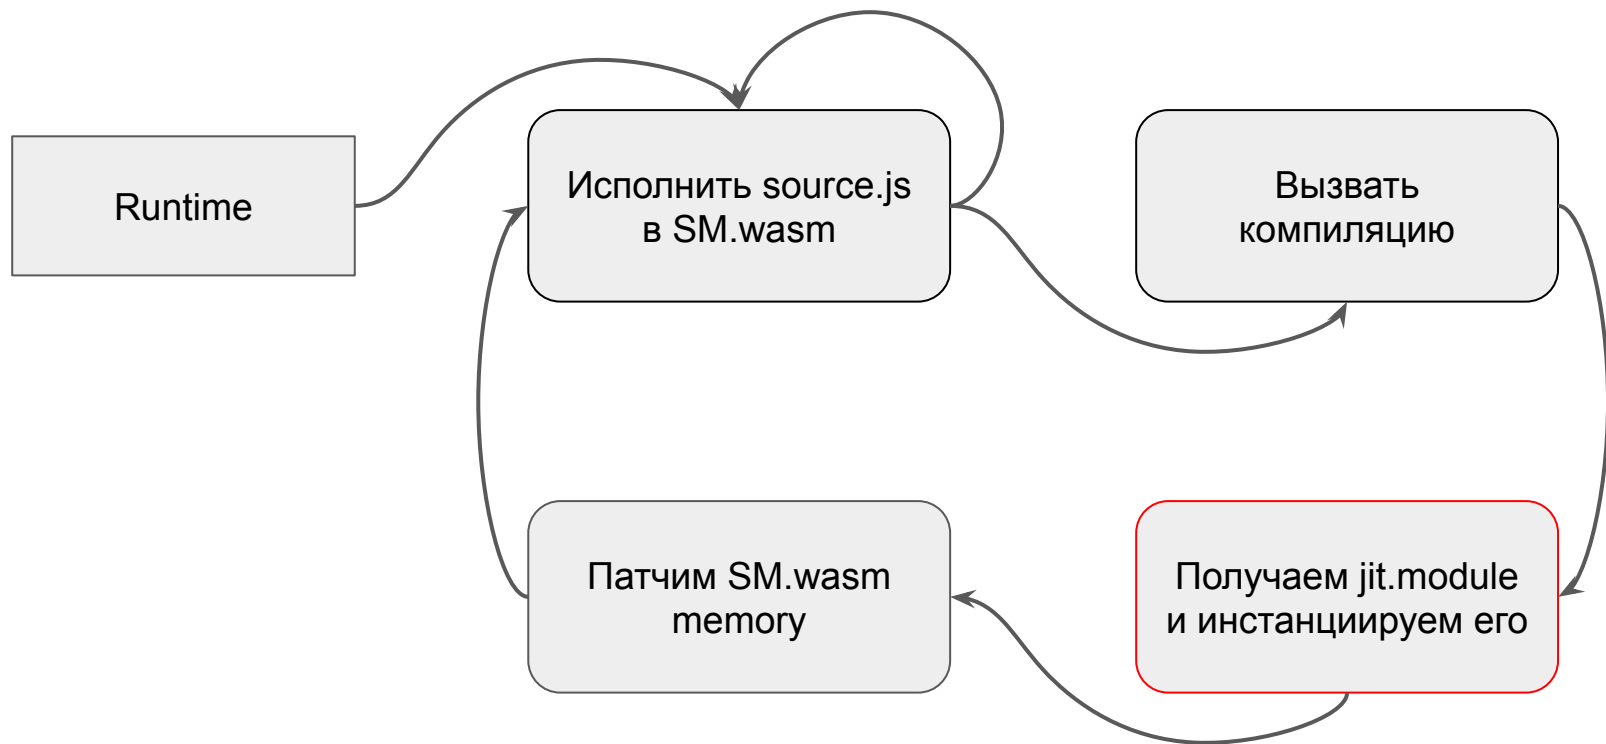 Runtime
Исполнить source.js
в SM.wasm
Вызвать
компиляцию
Патчим SM.wasm
memory
Получаем jit.module
и инстанциируем его